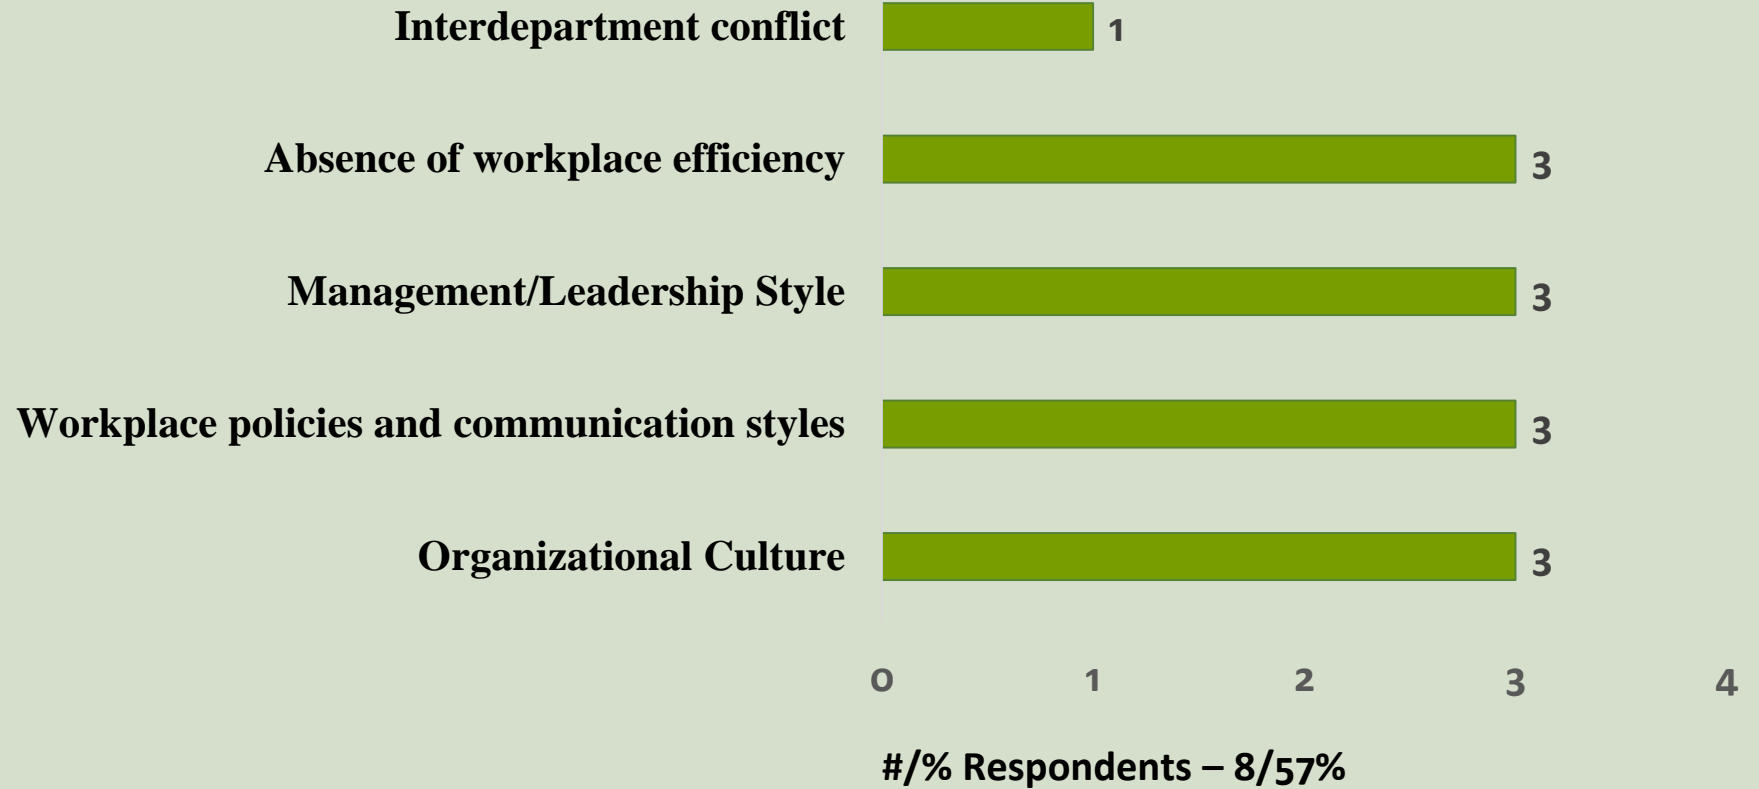 Interdepartment conflict 1
Absence of workplace efficiency 3
Management/Leadership Style 3
Workplace policies and communication styles 3
Organizational Culture 3
0 1 2 3 4
#/% Respondents – 8/57%